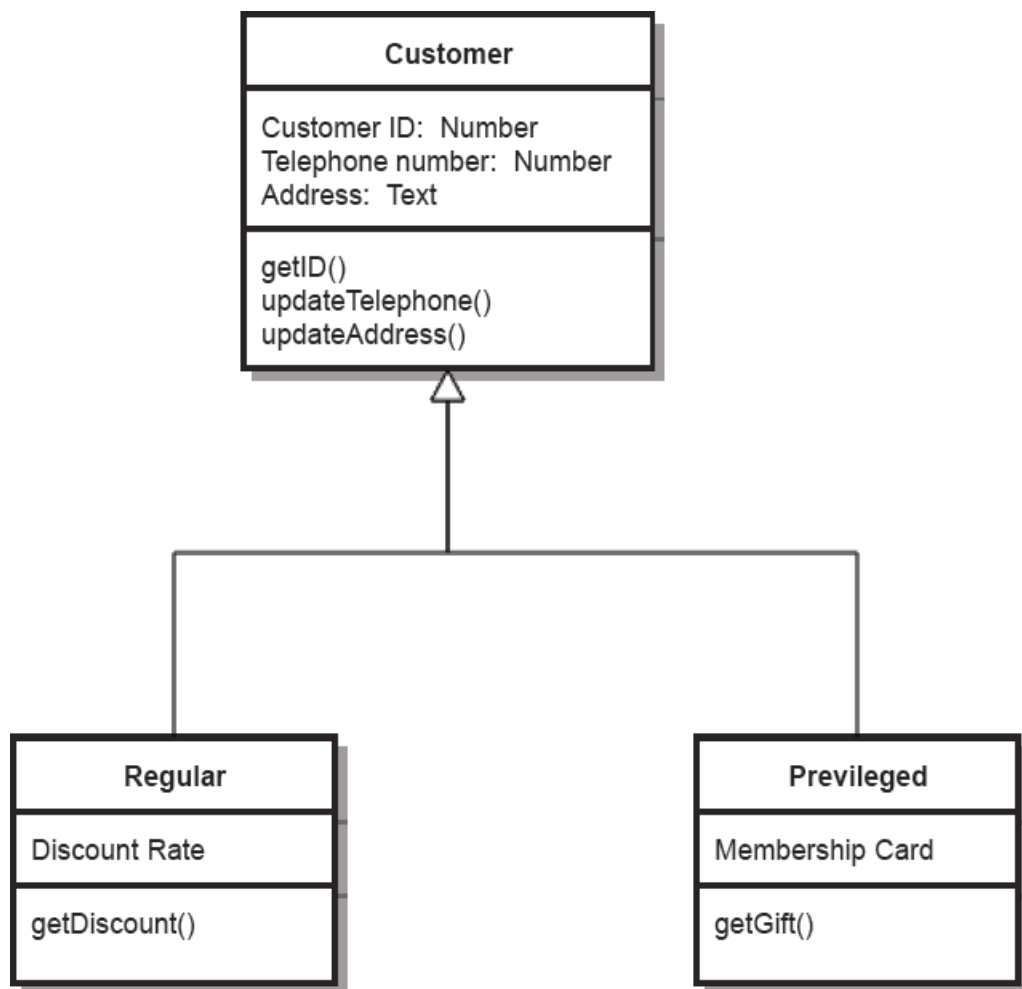 Customer
Customer ID:  Number
Telephone number:  Number
Address:  Text
getID()
updateTelephone()
updateAddress()
Regular
Discount Rate
getDiscount()
Previleged
Membership Card
getGift()